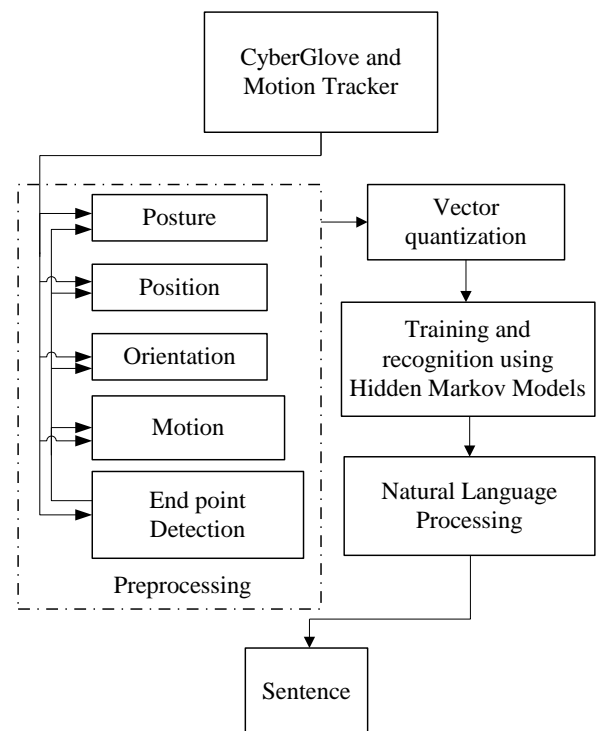 CyberGlove and
Motion Tracker
Posture
Position
Orientation
Motion
End point
Detection
Preprocessing
Vector
quantization
Training and
recognition using
Hidden Markov Models
Natural Language
Processing
Sentence